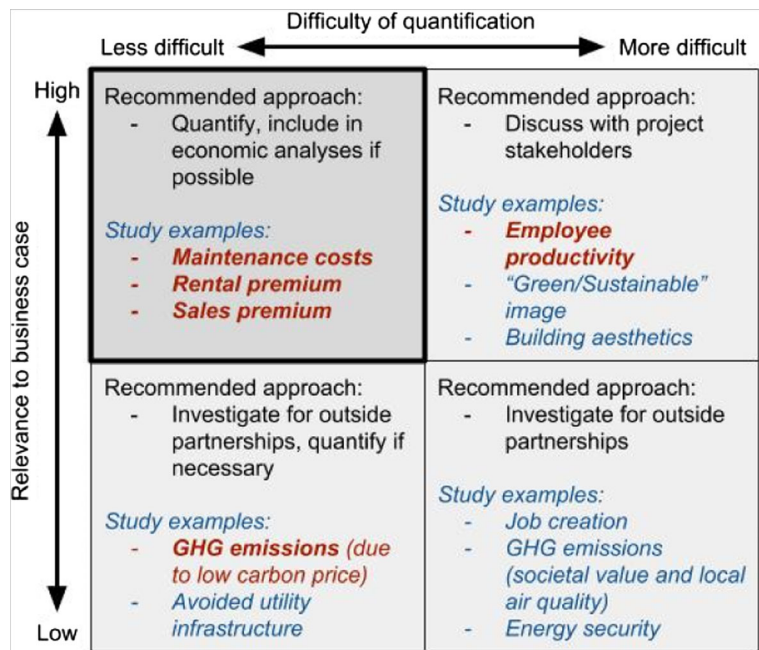 Difficulty of quantification
Less difficult
More difficult
Relevance to business case
High
Low
Recommended approach:
- Quantify, include in
economic analyses if
possible
Study examples:
- Maintenance costs
- Rental premium
- Sales premium
Recommended approach:
- Discuss with project
stakeholders
Study examples:
- Employee
productivity
- “Green/Sustainable”
image
- Building aesthetics
Recommended approach:
- Investigate for outside
partnerships, quantify if
necessary
Study examples:
- GHG emissions (due
to low carbon price)
- Avoided utility
infrastructure
Recommended approach:
- Investigate for outside
partnerships
Study examples:
- Job creation
- GHG emissions
(societal value and local
air quality)
- Energy security